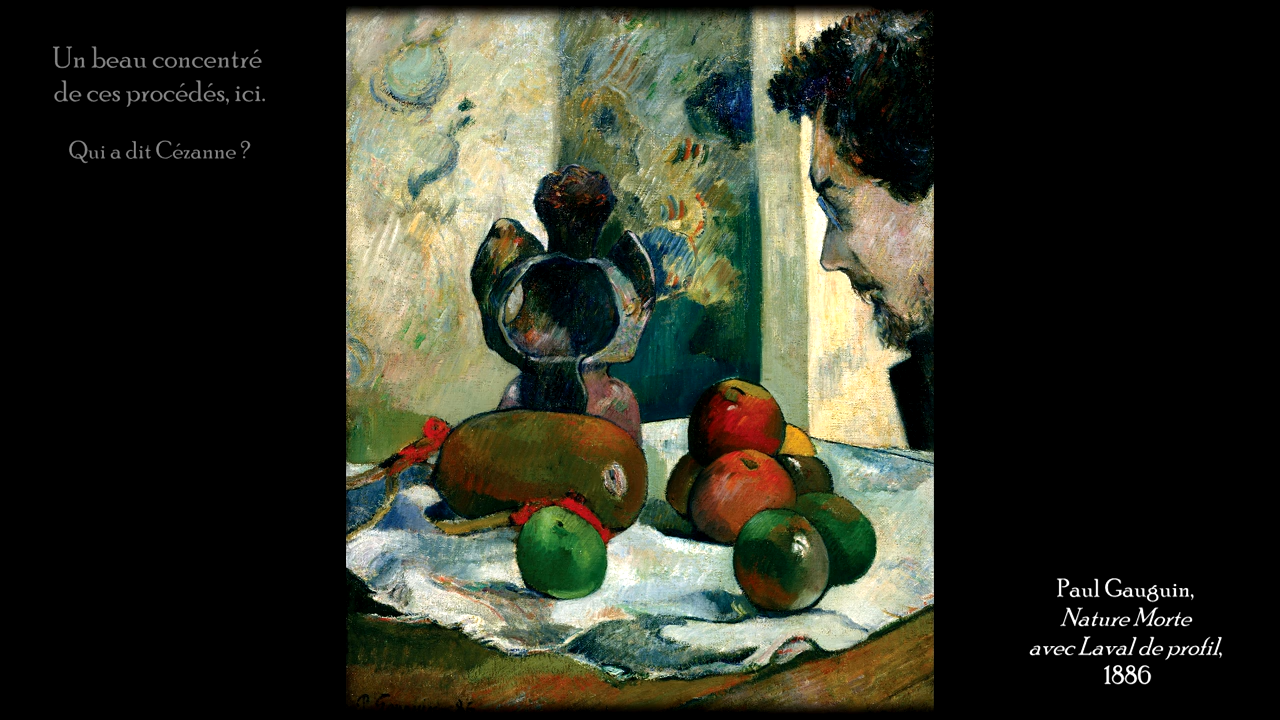 Un beau concentré
de ces procédés, ici.
Qui a dit Cézanne ?
Paul Gauguin,
Nature Morte
avec Laval de profil,
1886